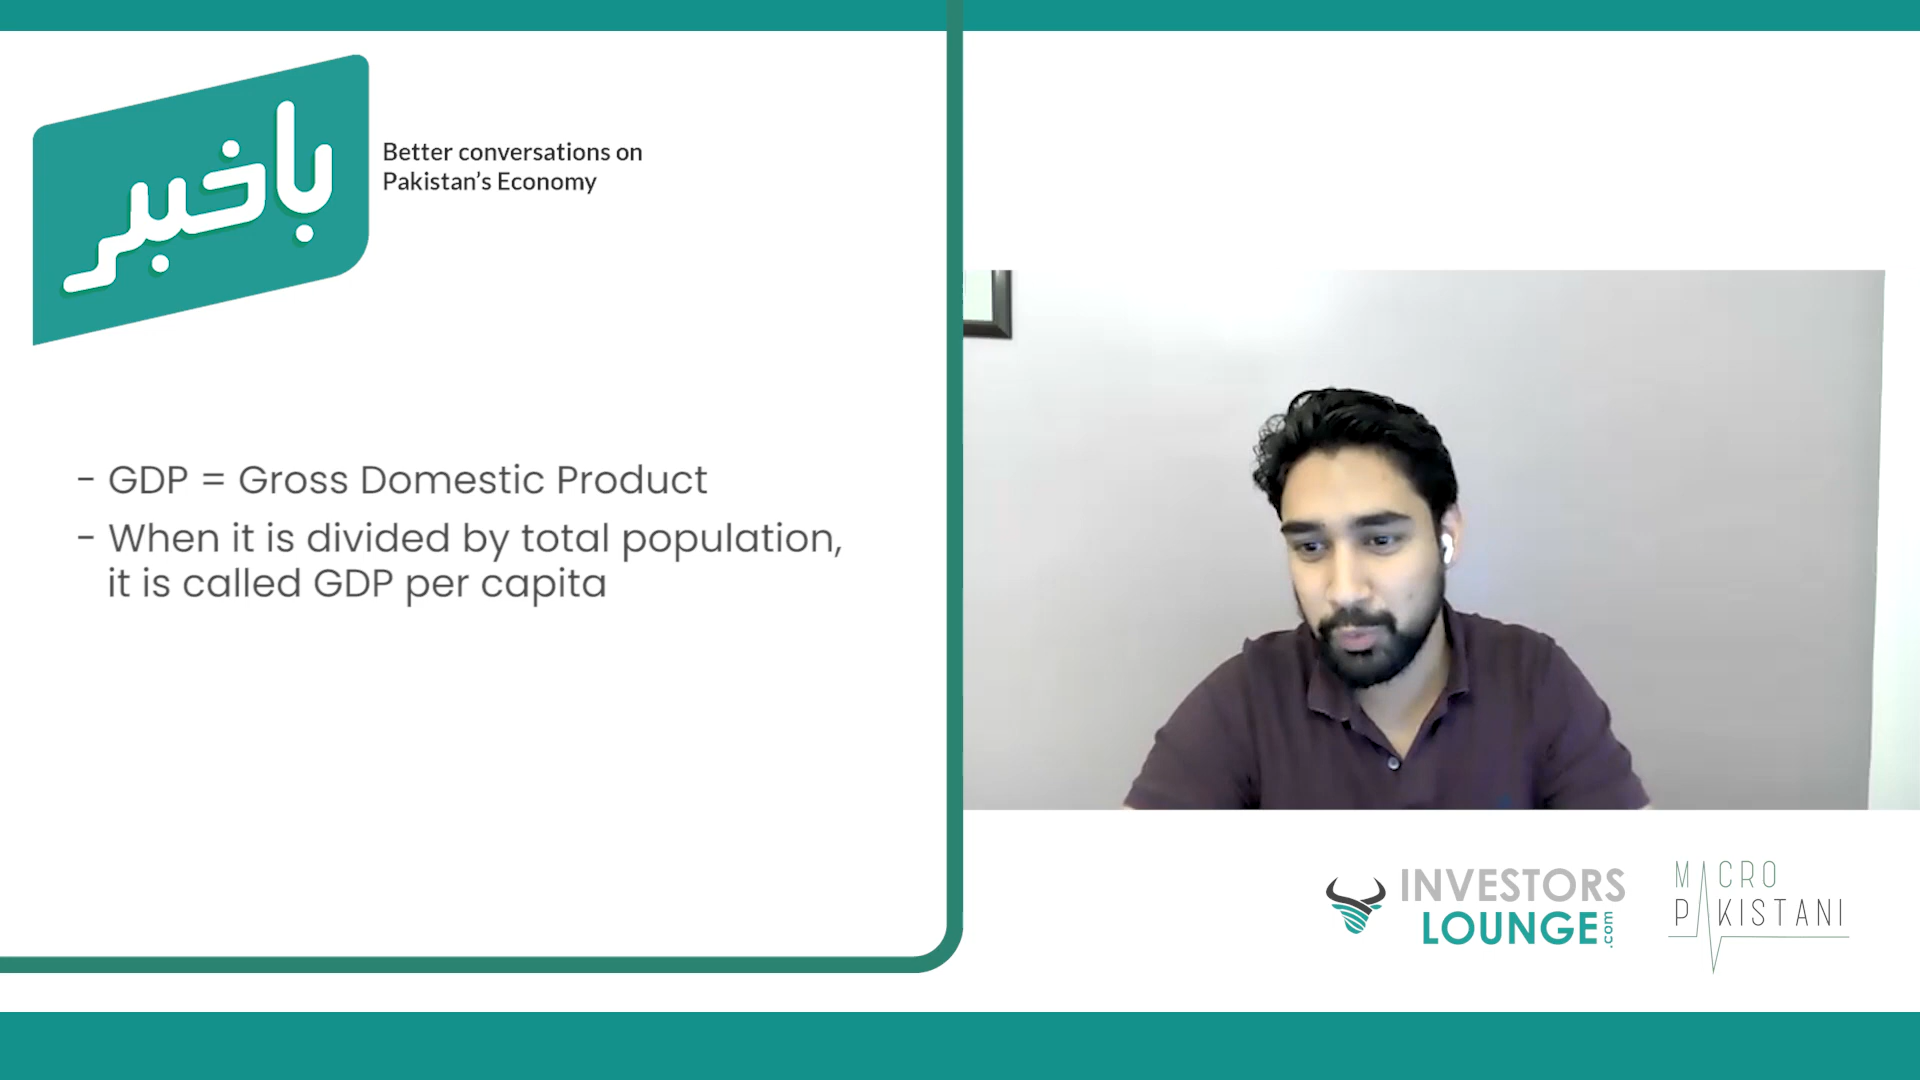 باخبر
Better conversations on
Pakistan's Economy
- GDP = Gross Domestic Product
- When it is divided by total population,
it is called GDP per capita
INVESTORS
LOUNGE.com
MACRO
PAKISTANI